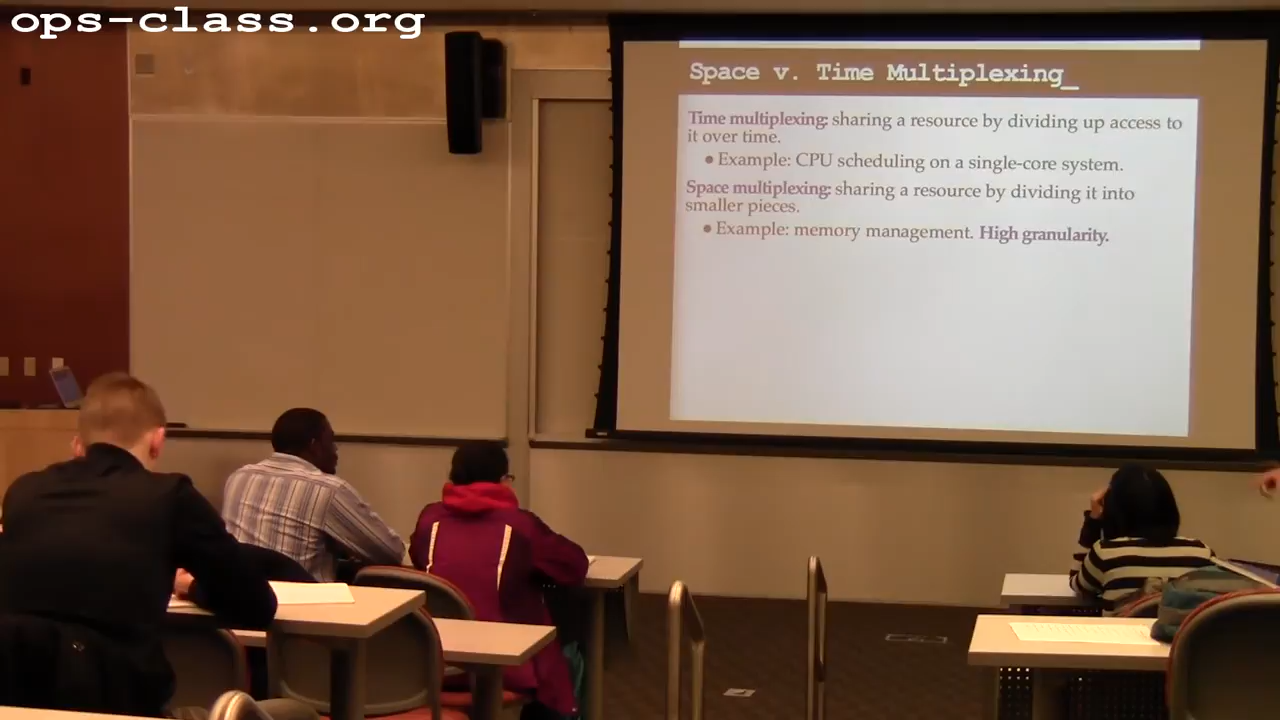 ops-class.org
Space v. Time Multiplexing_
Time multiplexing: sharing a resource by dividing up access to
it over time.
• Example: CPU scheduling on a single-core system.
Space multiplexing: sharing a resource by dividing it into
smaller pieces.
• Example: memory management. High granularity.